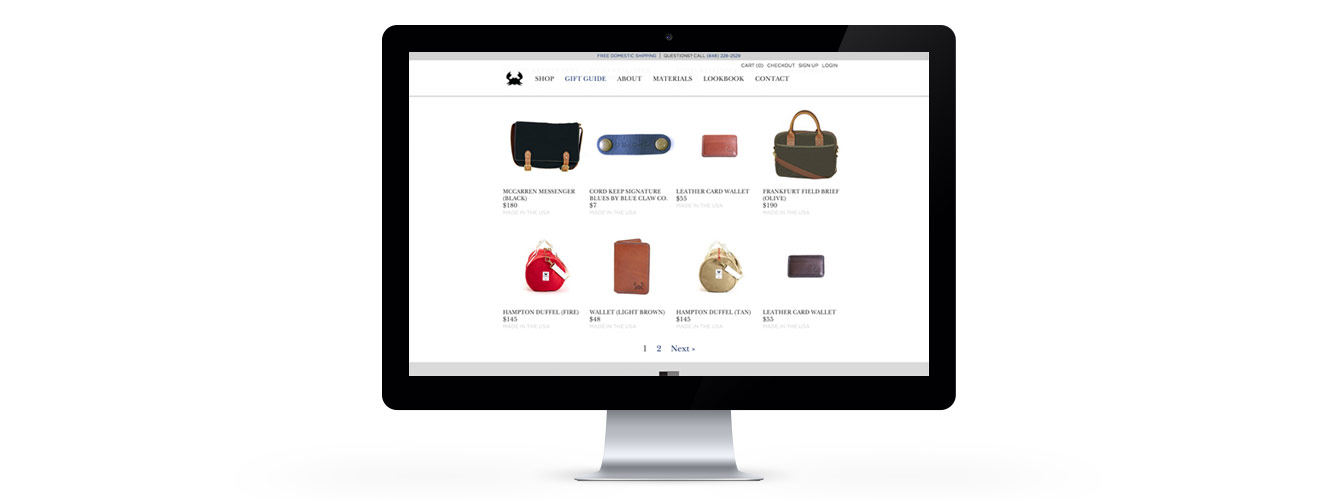 FREE DOMESTIC SHIPPING | QUESTIONS? CALL (646) 228-2529
CART (0) CHECKOUT SIGN UP LOGIN
SHOP GIFT GUIDE ABOUT MATERIALS LOOKBOOK CONTACT
MCCARREN MESSENGER
(BLACK)
$180
MADE IN THE USA
CORD KEEP SIGNATURE
BLUES BY BLUE CLAW CO.
$7
MADE IN THE USA
LEATHER CARD WALLET
$55
MADE IN THE USA
FRANKFURT FIELD BRIEF
(OLIVE)
$190
MADE IN THE USA
HAMPTON DUFFEL (FIRE)
$145
MADE IN THE USA
WALLET (LIGHT BROWN)
$48
MADE IN THE USA
HAMPTON DUFFEL (TAN)
$145
MADE IN THE USA
LEATHER CARD WALLET
$55
MADE IN THE USA
1 2 Next »